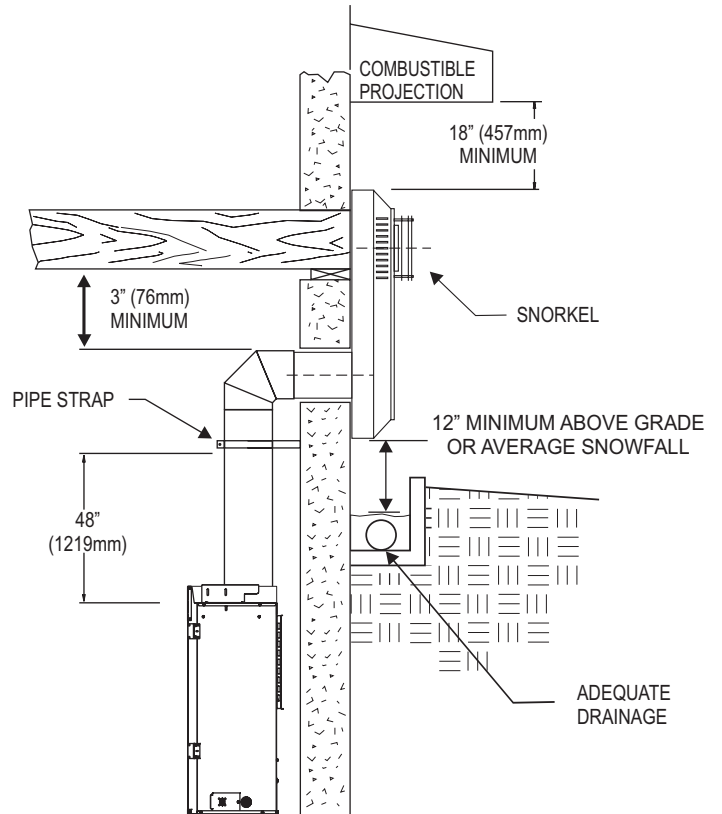 COMBUSTIBLE
PROJECTION
18” (457mm)
MINIMUM
3” (76mm)
MINIMUM
SNORKEL
PIPE STRAP
12” MINIMUM ABOVE GRADE
OR AVERAGE SNOWFALL
48”
(1219mm)
ADEQUATE
DRAINAGE